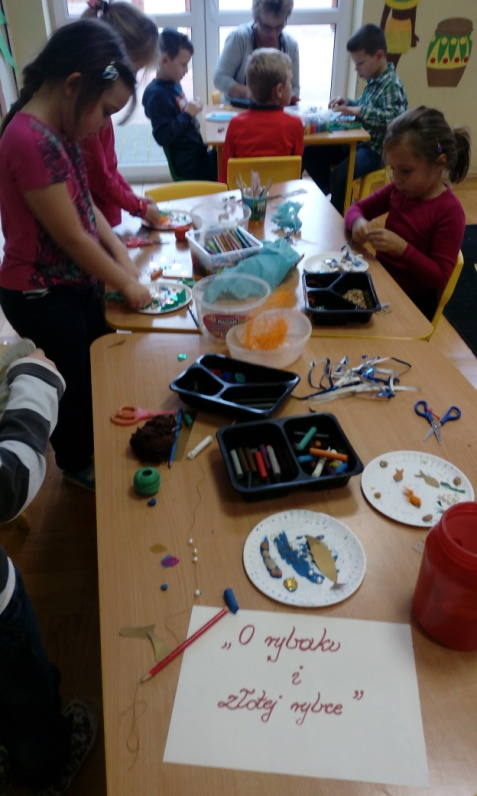 „O rybaku
i
złotej rybce”